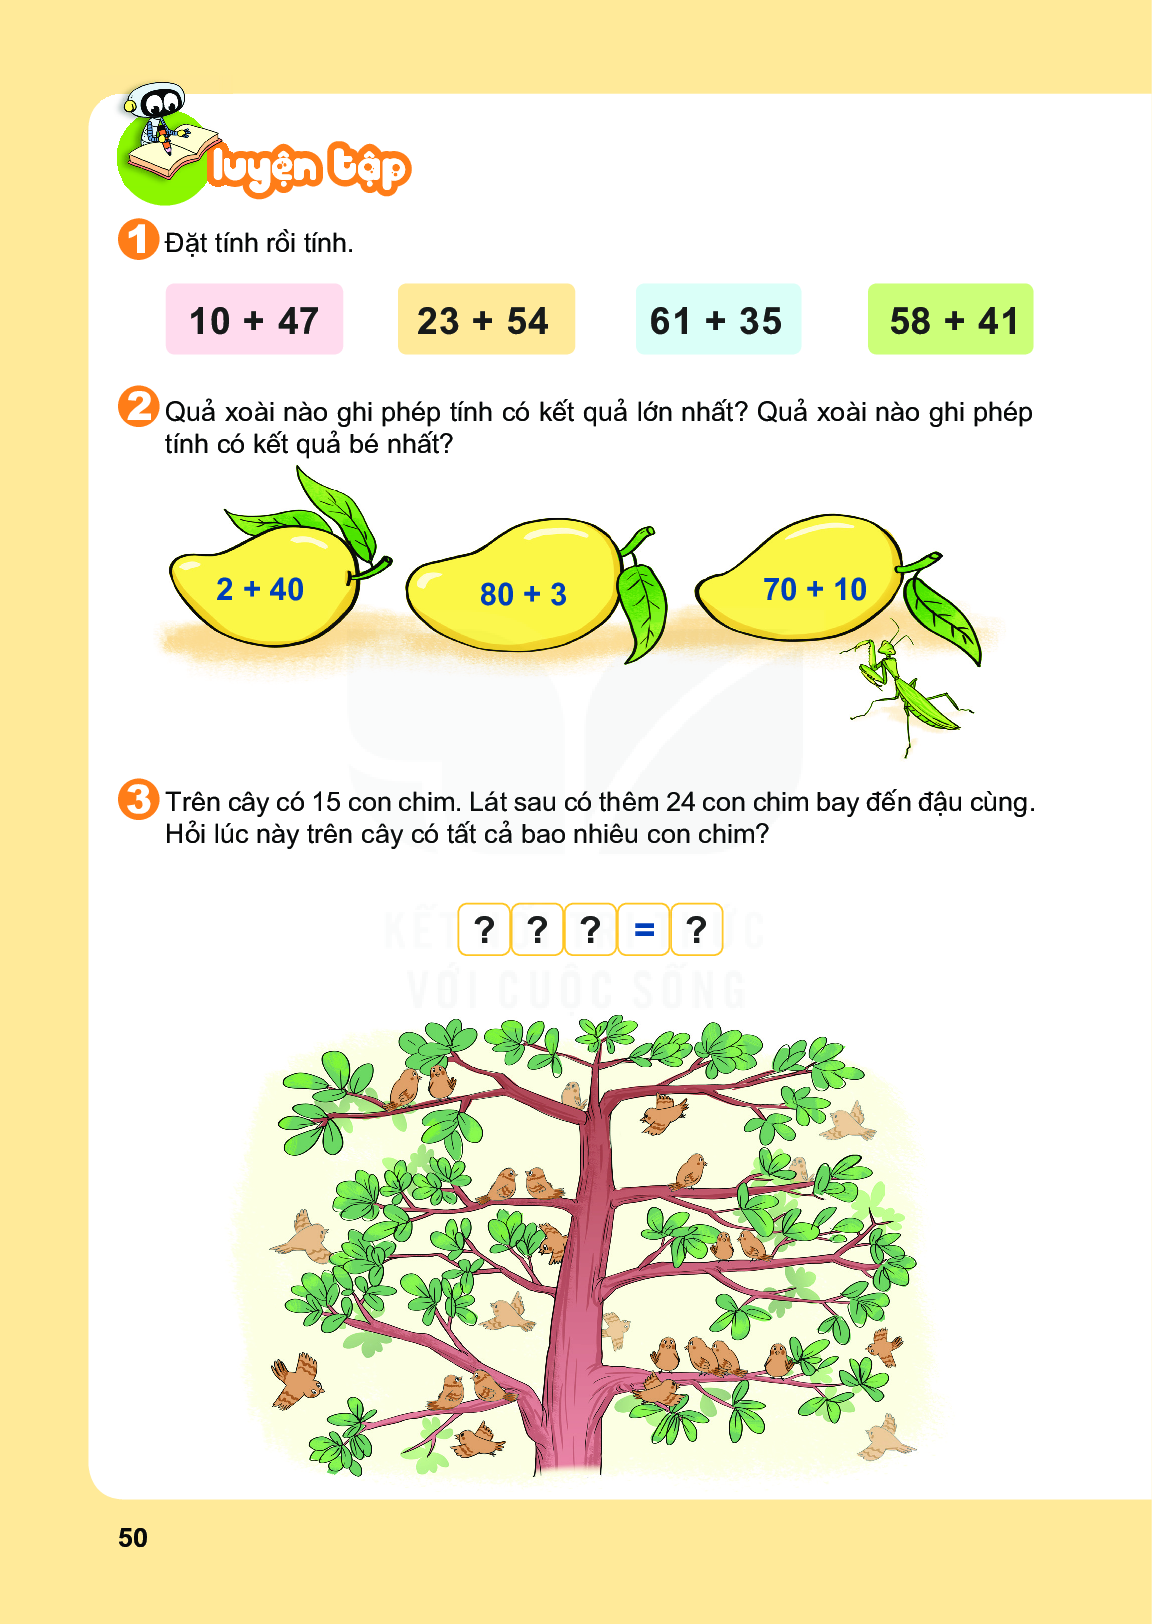 luyện tập
1 Đặt tính rồi tính.
10 + 47 23 + 54 61 + 35 58 + 41
2 Quả xoài nào ghi phép tính có kết quả lớn nhất? Quả xoài nào ghi phép
tính có kết quả bé nhất?
2 + 40 80 + 3 70 + 10
3 Trên cây có 15 con chim. Lát sau có thêm 24 con chim bay đến đậu cùng.
Hỏi lúc này trên cây có tất cả bao nhiêu con chim?
? ? ? = ?
VỚI CUỘC SỐNG
50